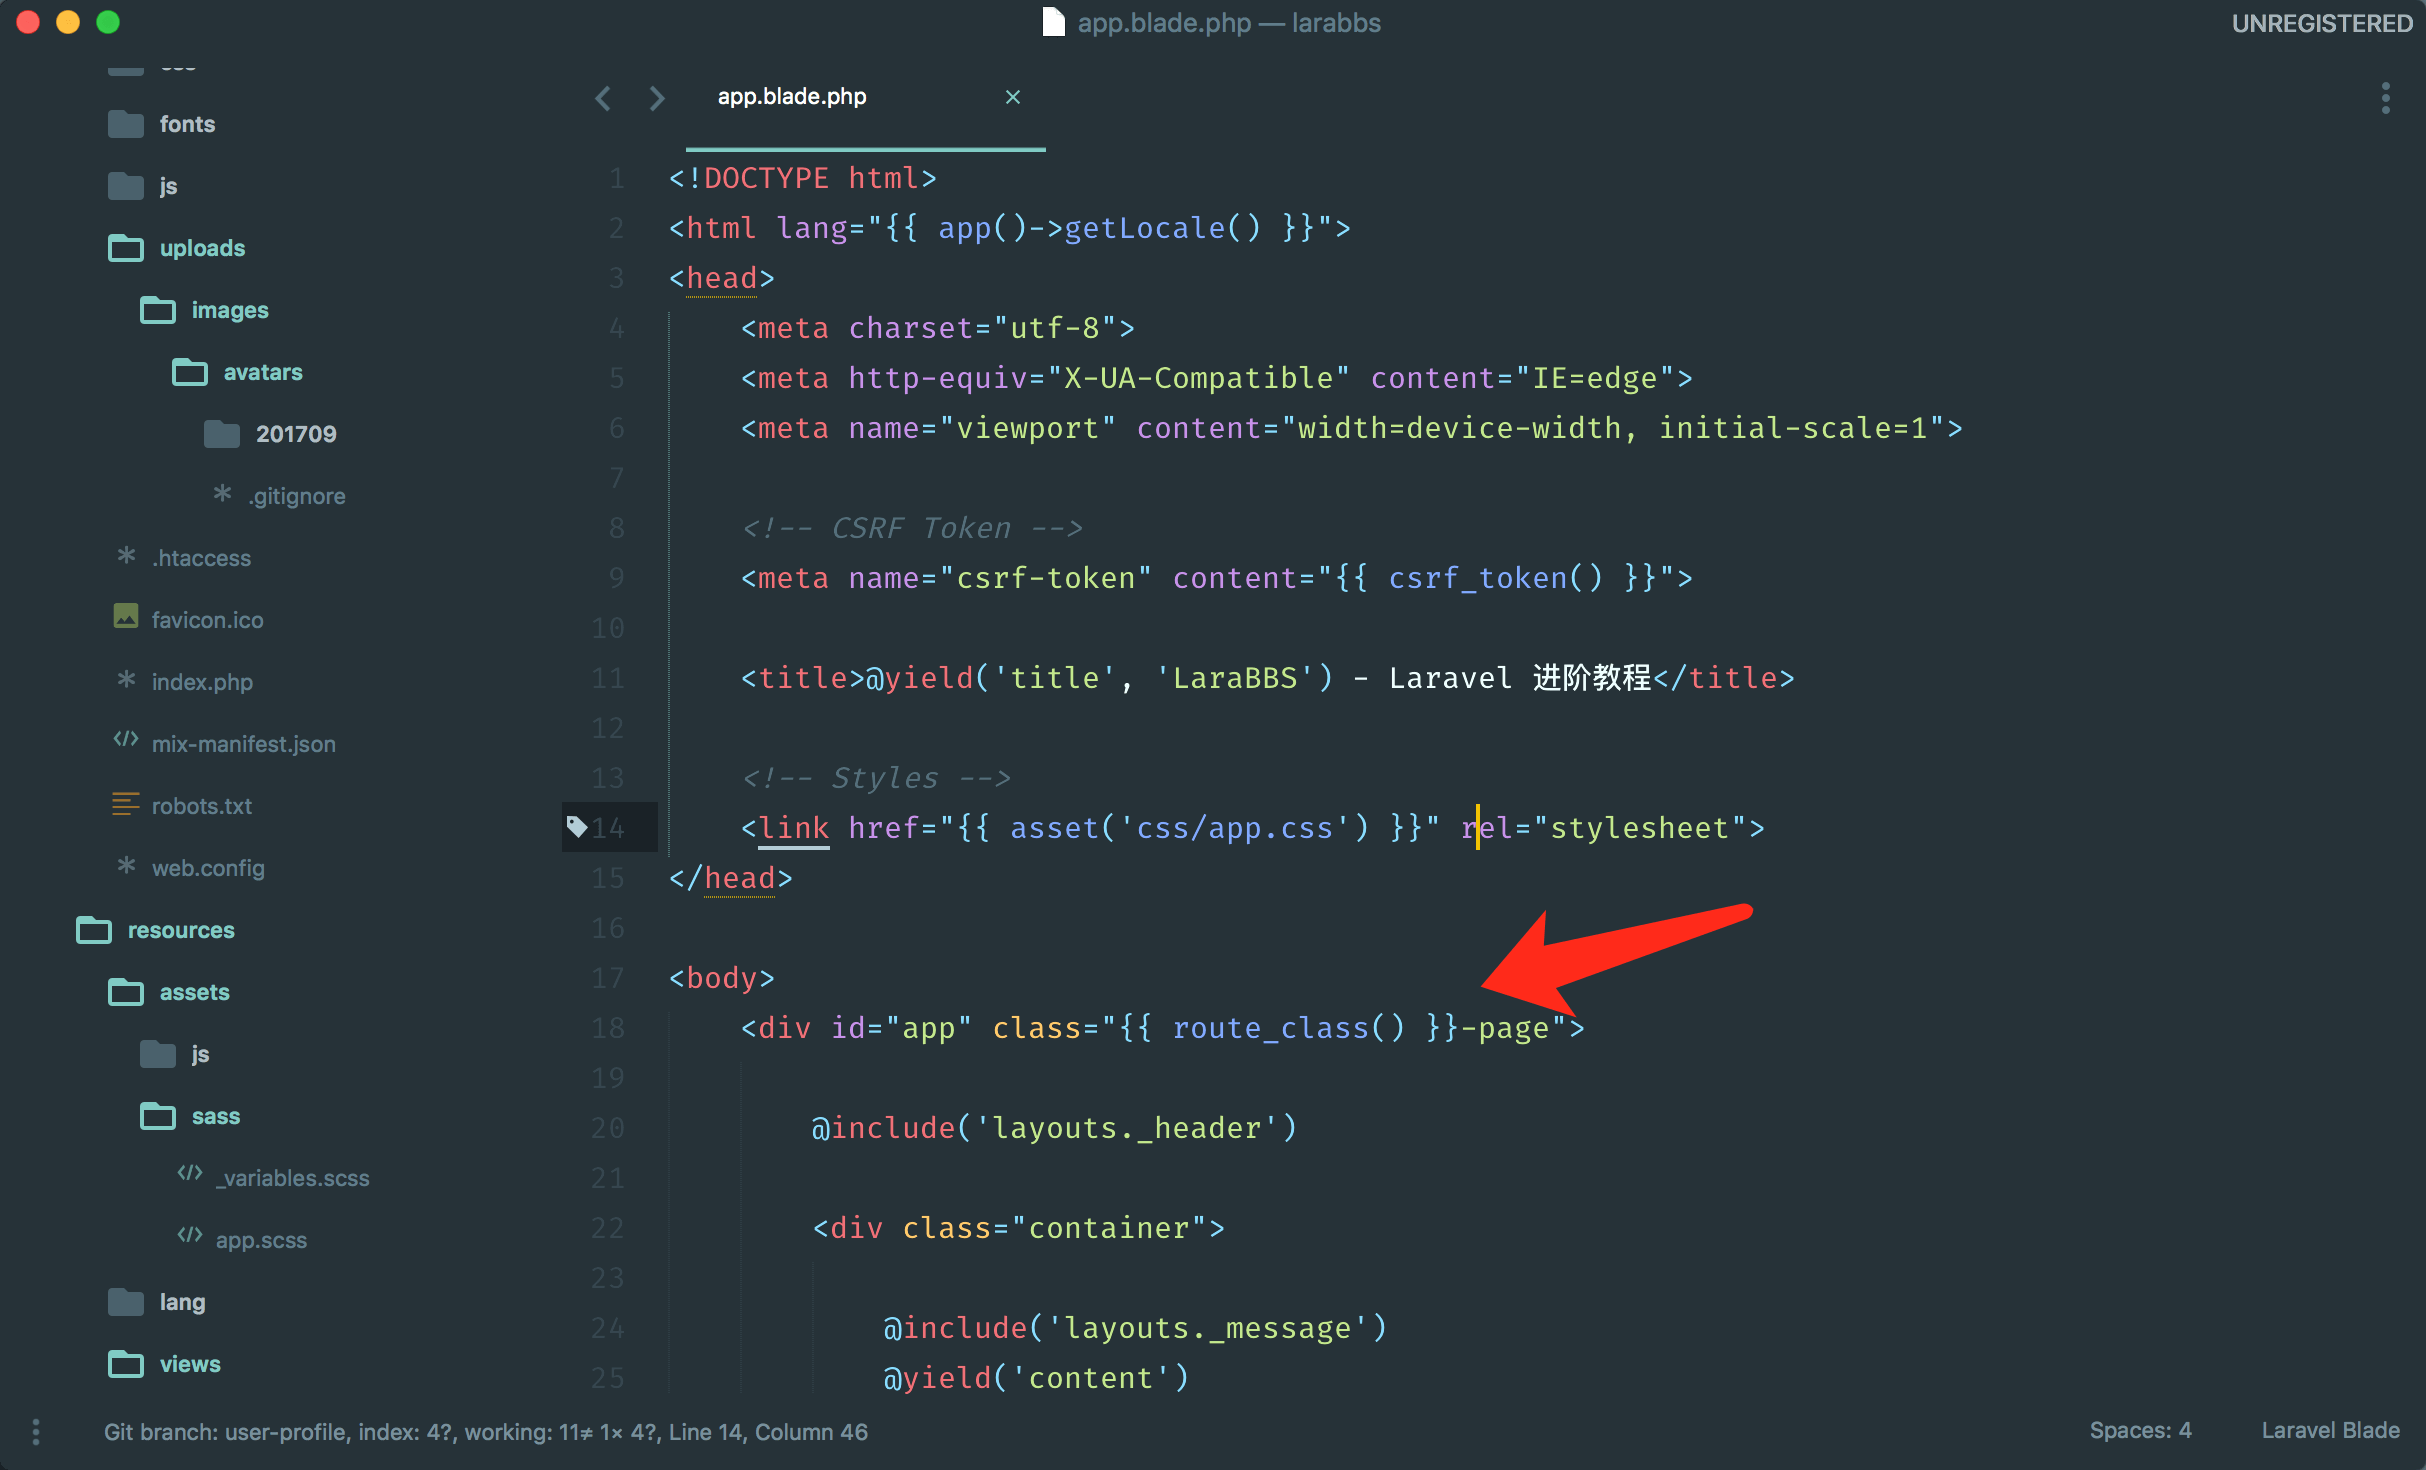 app.blade.php — larabbs
UNREGISTERED
fonts
js
uploads
images
avatars
201709
.gitignore
.htaccess
favicon.ico
index.php
mix-manifest.json
robots.txt
web.config
resources
assets
js
sass
_variables.scss
app.scss
lang
views
app.blade.php
1 <!DOCTYPE html>
2 <html lang="{{ app()->getLocale() }}">
3 <head>
4 <meta charset="utf-8">
5 <meta http-equiv="X-UA-Compatible" content="IE=edge">
6 <meta name="viewport" content="width=device-width, initial-scale=1">
7
8 <!-- CSRF Token -->
9 <meta name="csrf-token" content="{{ csrf_token() }}">
10
11 <title>@yield('title', 'LaraBBS') - Laravel 进阶教程</title>
12
13 <!-- Styles -->
14 <link href="{{ asset('css/app.css') }}" rel="stylesheet">
15 </head>
16
17 <body>
18 <div id="app" class="{{ route_class() }}-page">
19
20 @include('layouts._header')
21
22 <div class="container">
23
24 @include('layouts._message')
25 @yield('content')
Git branch: user-profile, index: 4?, working: 11≠ 1× 4?, Line 14, Column 46
Spaces: 4
Laravel Blade